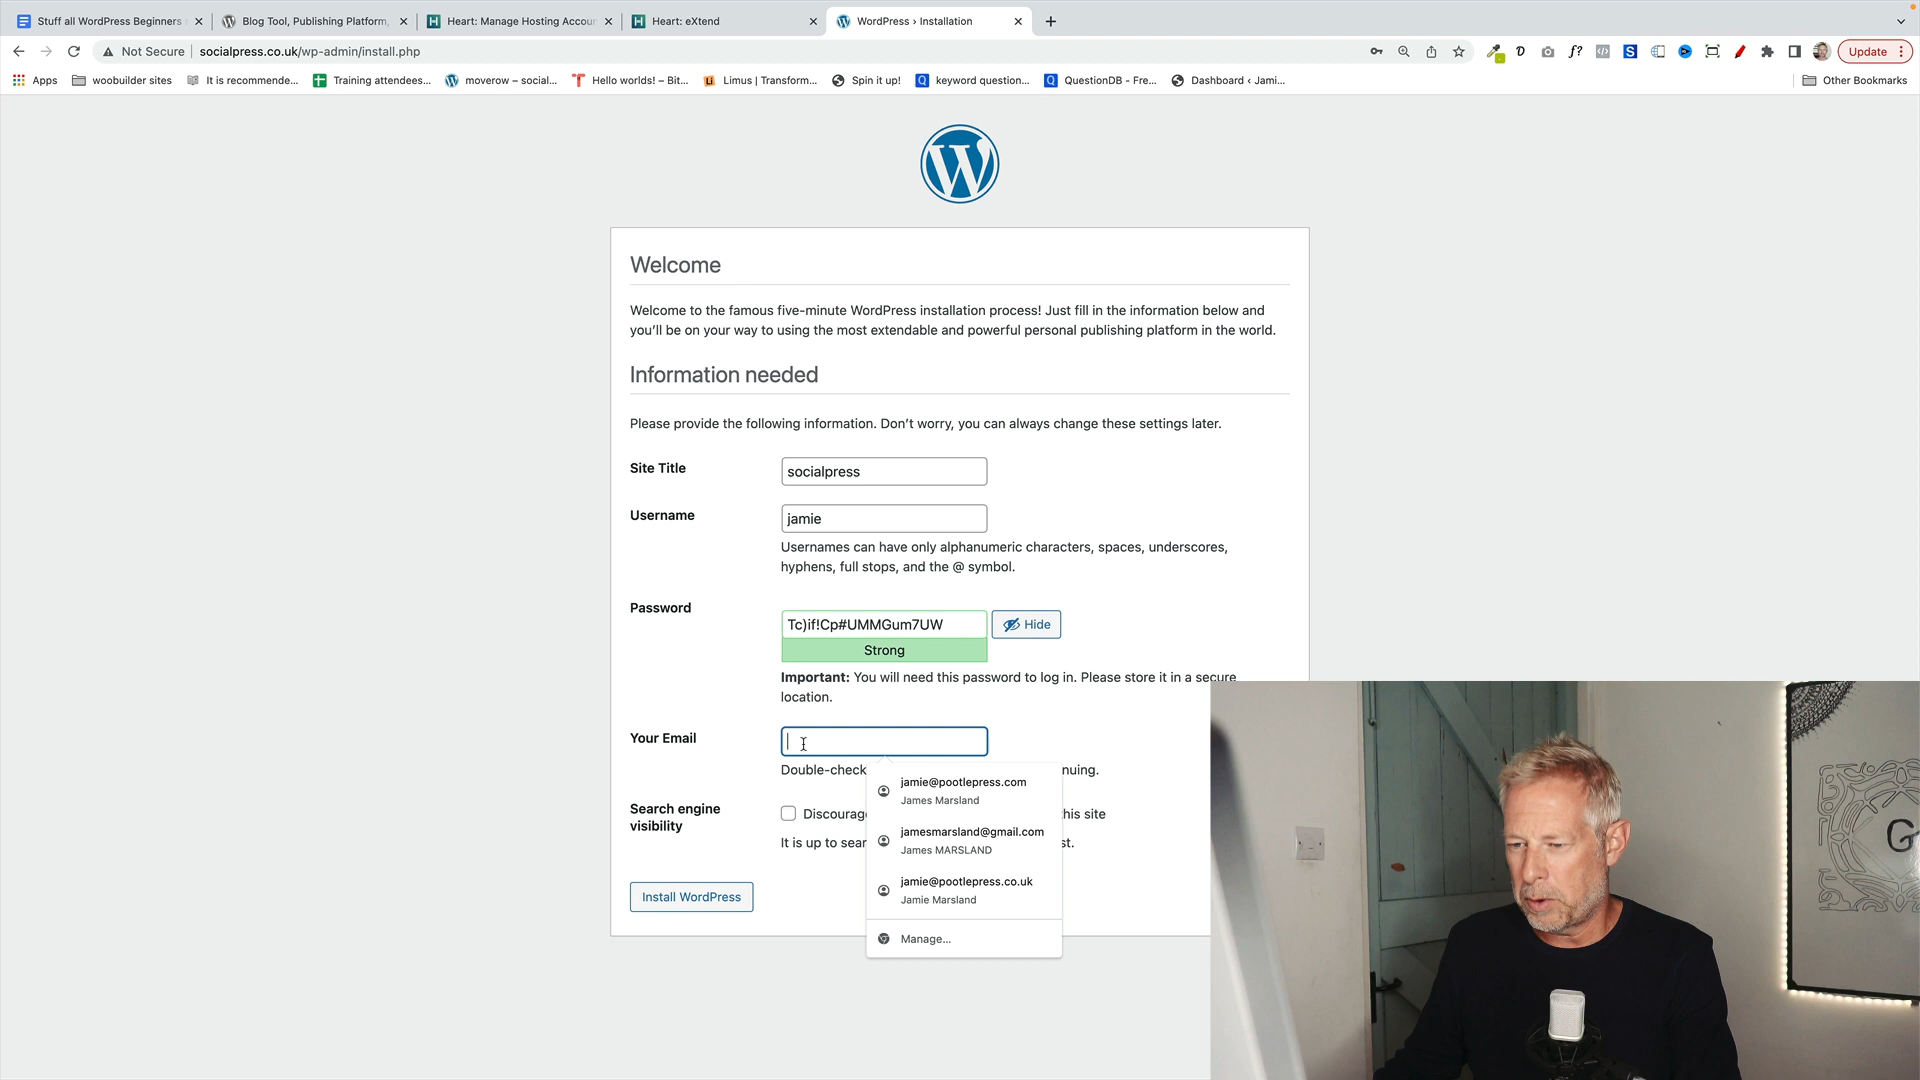 Stuff all WordPress Beginners
Blog Tool, Publishing Platform,
Heart: Manage Hosting Accou
Heart: eXtend
WordPress › Installation
Not Secure
socialpress.co.uk/wp-admin/install.php
Update
Apps
woobuilder sites
It is recommende...
Training attendees...
moverow – social...
Hello worlds! – Bit...
Limus | Transform...
Spin it up!
keyword question...
QuestionDB - Fre...
Dashboard ‹ Jami...
Other Bookmarks
Welcome
Welcome to the famous five-minute WordPress installation process! Just fill in the information below and
you’ll be on your way to using the most extendable and powerful personal publishing platform in the world.
Information needed
Please provide the following information. Don’t worry, you can always change these settings later.
Site Title
socialpress
Username
jamie
Usernames can have only alphanumeric characters, spaces, underscores,
hyphens, full stops, and the @ symbol.
Password
Tc)if!Cp#UMMGum7UW
Hide
Strong
Important: You will need this password to log in. Please store it in a secure
location.
Your Email
Double-check
nuing.
jamie@pootlepress.com
James Marsland
Search engine
visibility
Discourag
his site
jamesmarsland@gmail.com
James MARSLAND
It is up to sear
st.
jamie@pootlepress.co.uk
Jamie Marsland
Install WordPress
Manage...